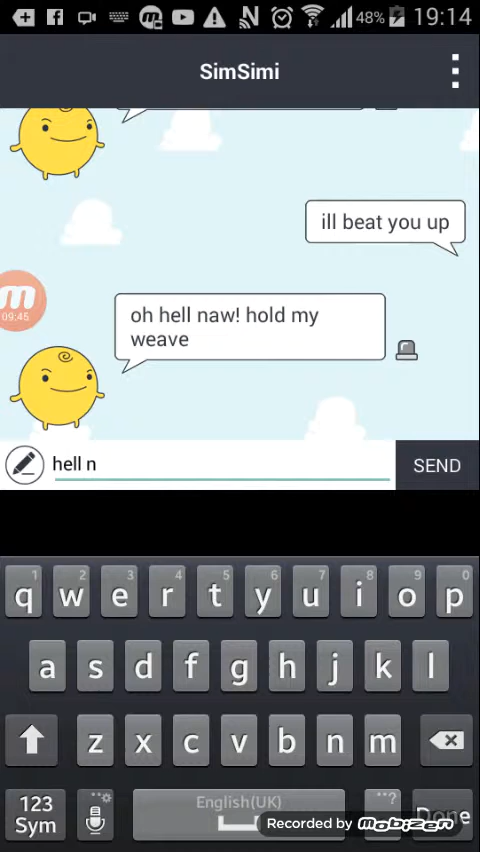 48% 19:14
SimSimi
ill beat you up
09:45
oh hell naw! hold my
weave
hell n
SEND
1 2 3 4 5 6 7 8 9 0
q w e r t y u i o p
a s d f g h j k l
z x c v b n m
123
Sym
English(UK)
Done
Recorded by MOBIZEN